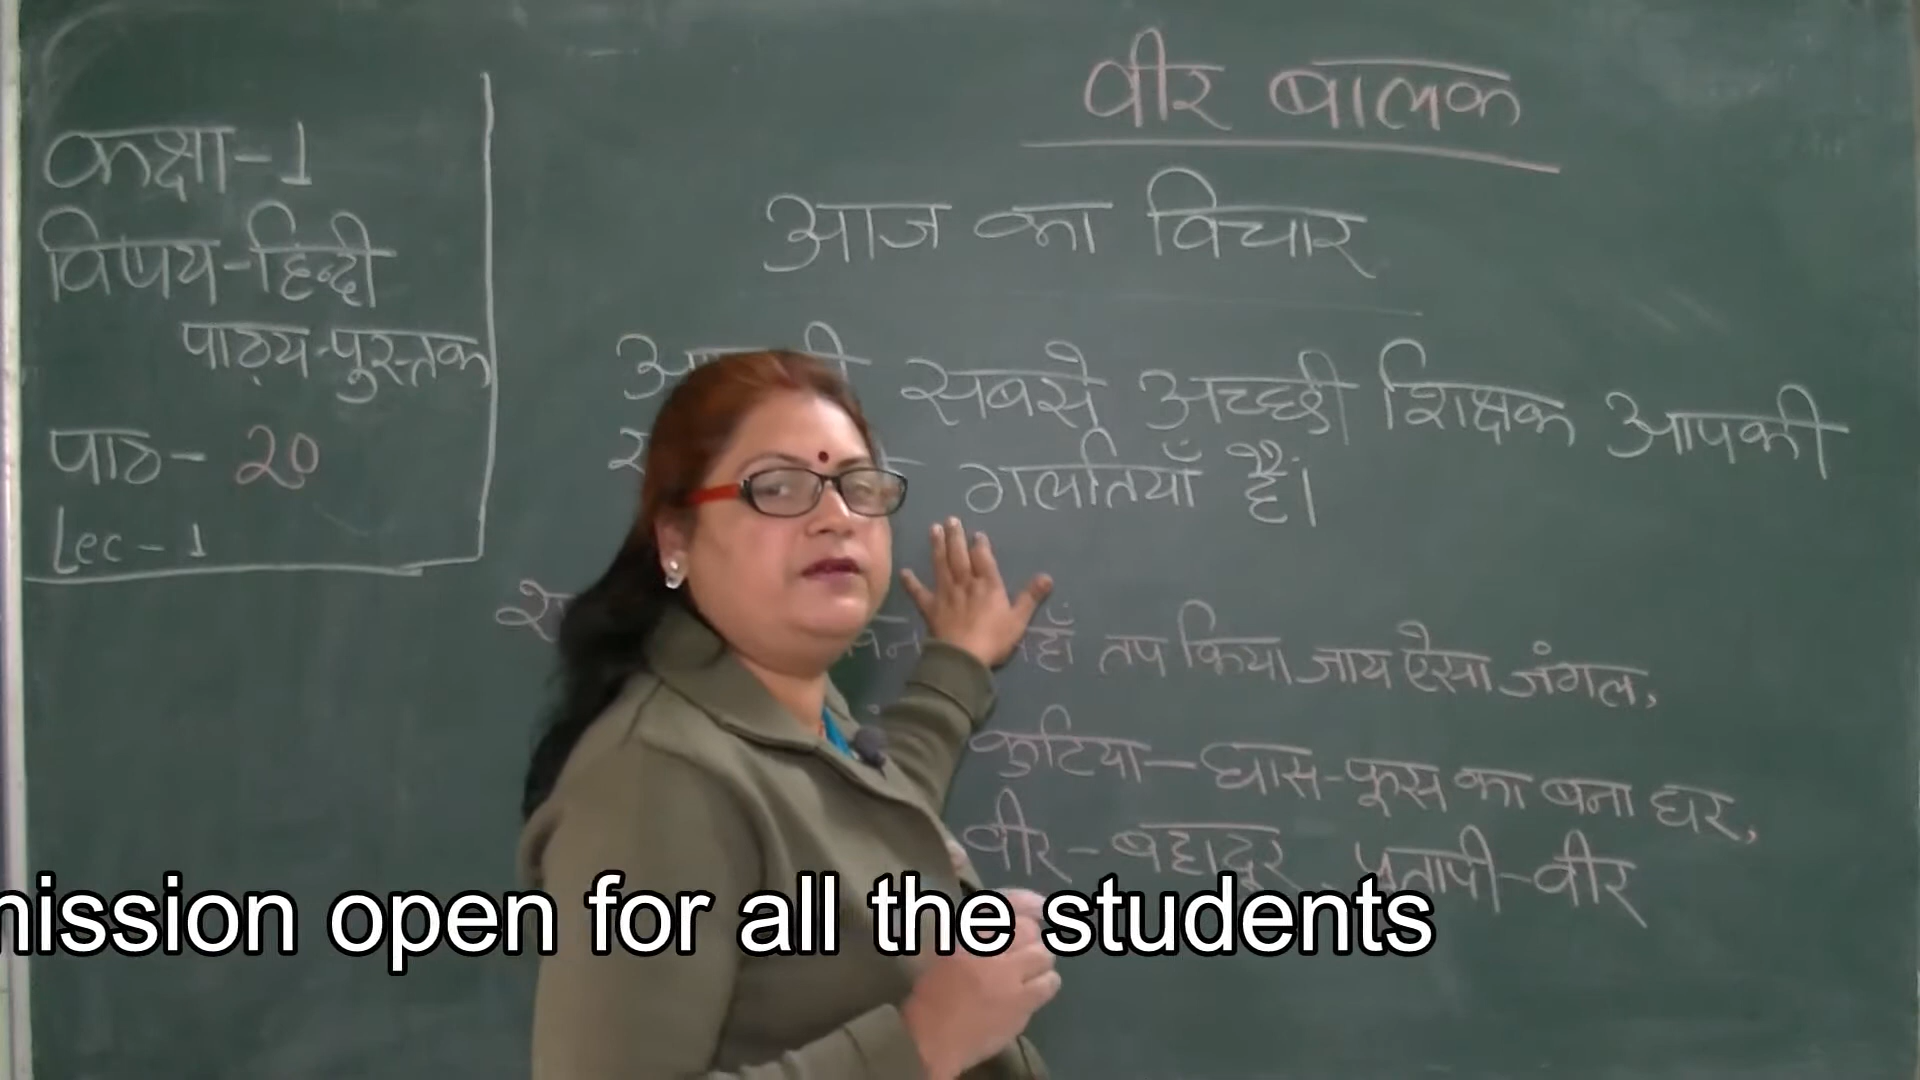 कक्षा-1
विषय-हिन्दी
पाठ्य-पुस्तक
पाठ- 20
Lec-1
वीर बालक
आज का विचार
सबसे अच्छी शिक्षक आपकी
गलतियाँ हैं।
तप किया जाय ऐसा जंगल,
कुटिया-घास-फूस का बना घर,
वीर-बहादूर प्रतापी-वीर
mission open for all the students